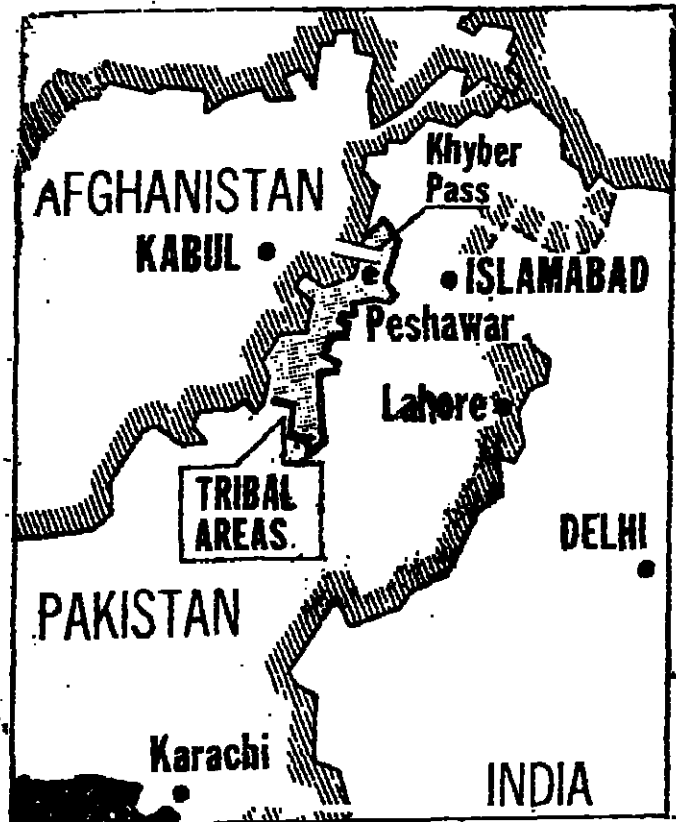 Khyber
Pass
AFGHANISTAN
KABUL
ISLAMABAD
Peshawar
Lahore
TRIBAL
AREAS.
DELHI
PAKISTAN
Karachi
INDIA